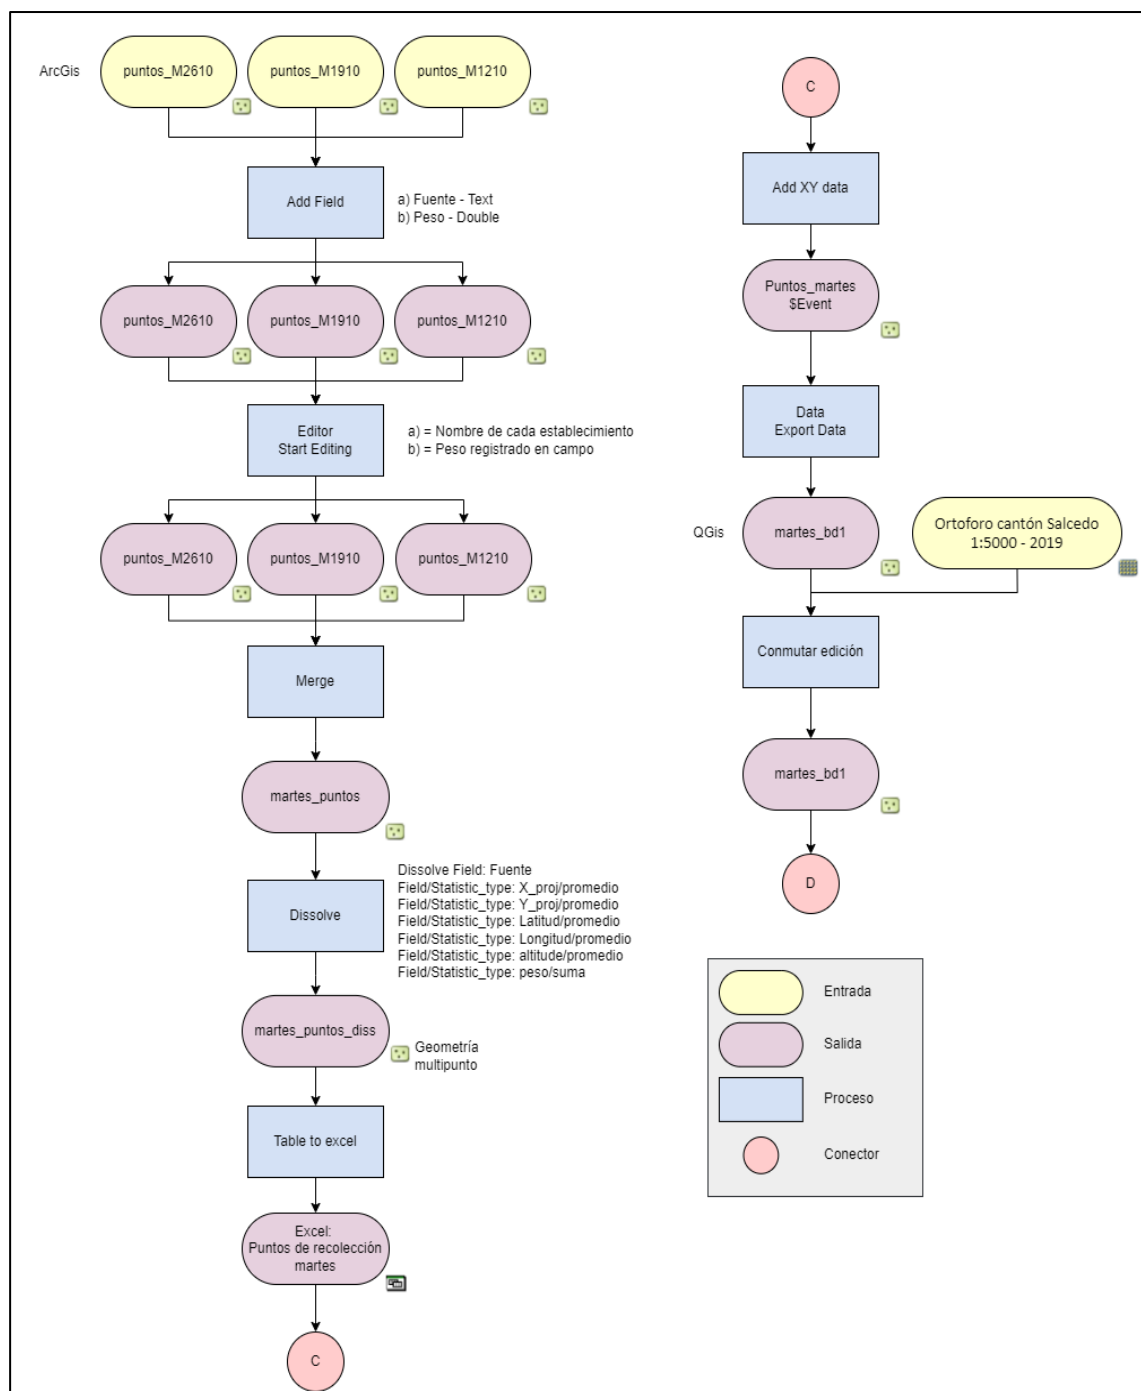 ArcGis
puntos_M2610
puntos_M1910
puntos_M1210
Add Field
a) Fuente - Text
b) Peso - Double
puntos_M2610
puntos_M1910
puntos_M1210
Editor
Start Editing
a) = Nombre de cada establecimiento
b) = Peso registrado en campo
puntos_M2610
puntos_M1910
puntos_M1210
Merge
martes_puntos
Dissolve
Dissolve Field: Fuente
Field/Statistic_type: X_proj/promedio
Field/Statistic_type: Y_proj/promedio
Field/Statistic_type: Latitud/promedio
Field/Statistic_type: Longitud/promedio
Field/Statistic_type: altitude/promedio
Field/Statistic_type: peso/suma
martes_puntos_diss
Geometría
multipunto
Table to excel
Excel:
Puntos de recolección
martes
C
C
Add XY data
Puntos_martes
$Event
Data
Export Data
QGis
martes_bd1
Ortoforo cantón Salcedo
1:5000 - 2019
Conmutar edición
martes_bd1
D
Entrada
Salida
Proceso
Conector